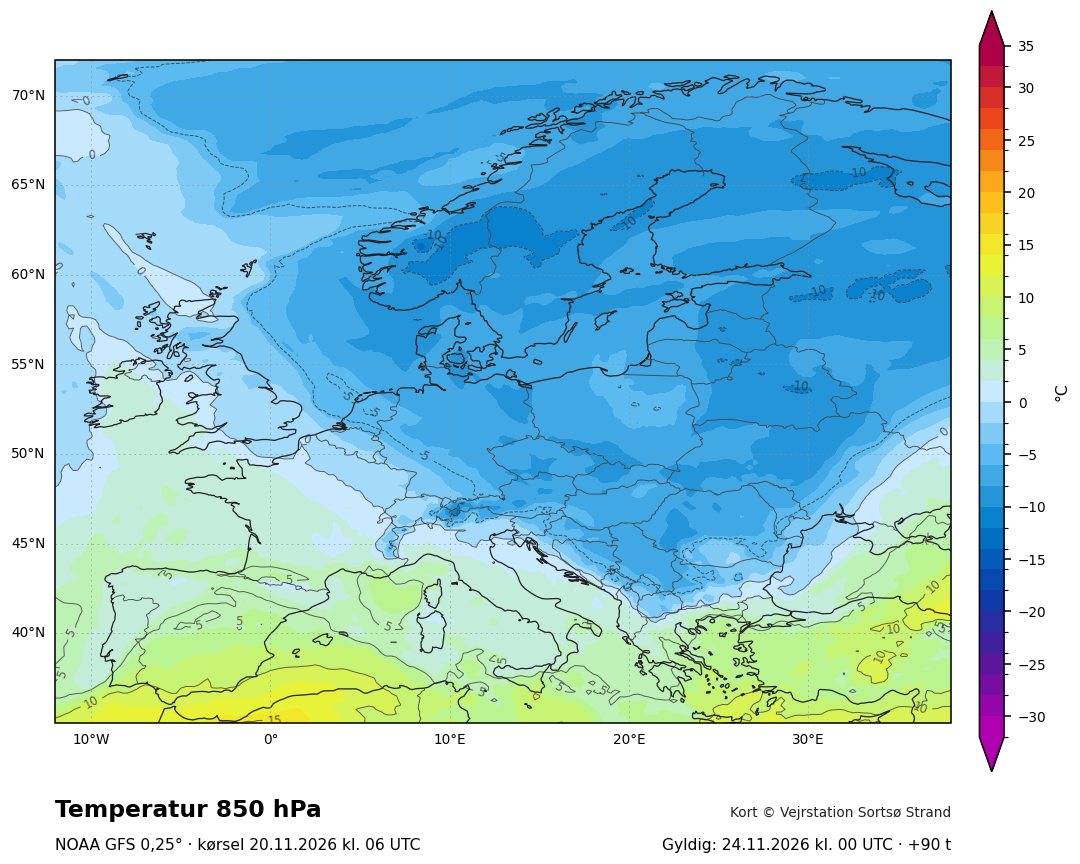 70°N
65°N
60°N
55°N
50°N
45°N
40°N
10°W
0°
10°E
20°E
30°E
35
30
25
20
15
10
5
0
−5
−10
−15
−20
−25
−30
°C
Temperatur 850 hPa
Kort © Vejrstation Sortsø Strand
NOAA GFS 0,25° · kørsel 20.11.2026 kl. 06 UTC
Gyldig: 24.11.2026 kl. 00 UTC · +90 t